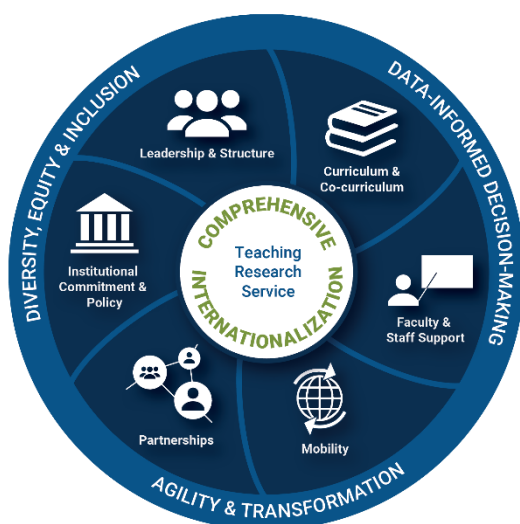 DIVERSITY, EQUITY & INCLUSION
DATA-INFORMED DECISION-MAKING
AGILITY & TRANSFORMATION
Leadership & Structure
Curriculum &
Co-curriculum
Institutional
Commitment &
Policy
COMPREHENSIVE
Teaching
Research
Service
INTERNATIONALIZATION
Faculty &
Staff Support
Partnerships
Mobility